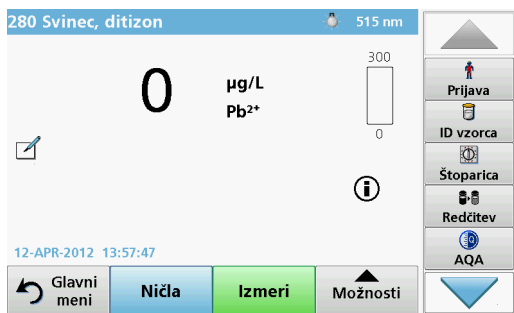 280 Svinec, ditizon
515 nm
0
µg/L
Pb²⁺
300
0
12-APR-2012 13:57:47
Glavni
meni
Ničla
Izmeri
Možnosti
Prijava
ID vzorca
Štoparica
Redčitev
AQA